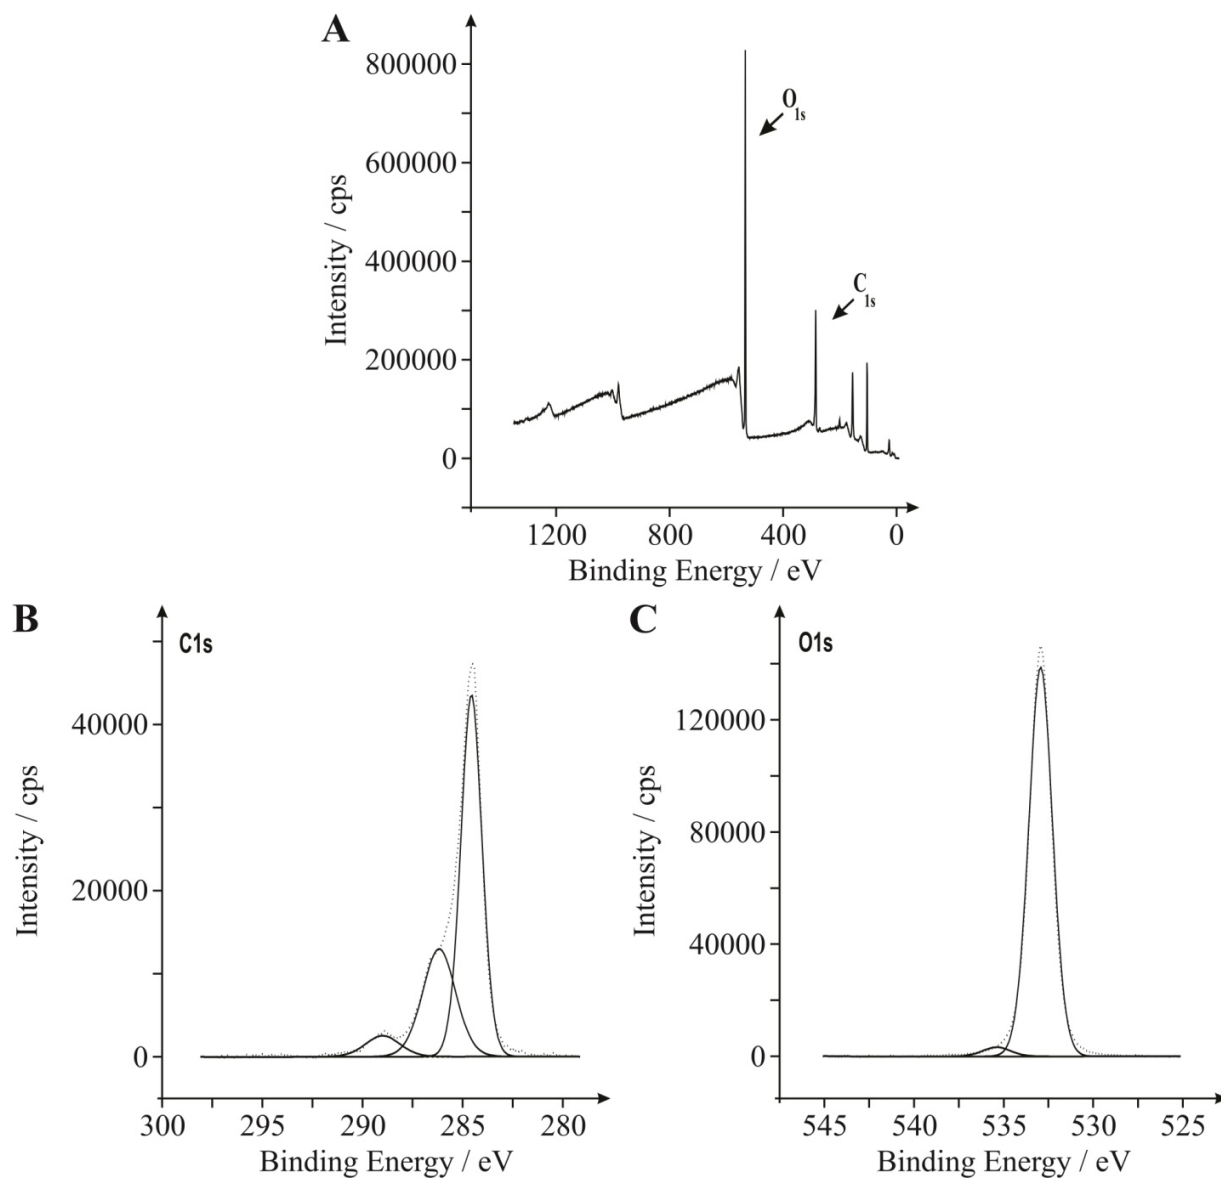 A
800000
600000
400000
200000
0
Intensity / cps
O1s
C1s
1200 800 400 0
Binding Energy / eV
B
C1s
40000
20000
0
Intensity / cps
300 295 290 285 280
Binding Energy / eV
C
O1s
120000
80000
40000
0
Intensity / cps
545 540 535 530 525
Binding Energy / eV